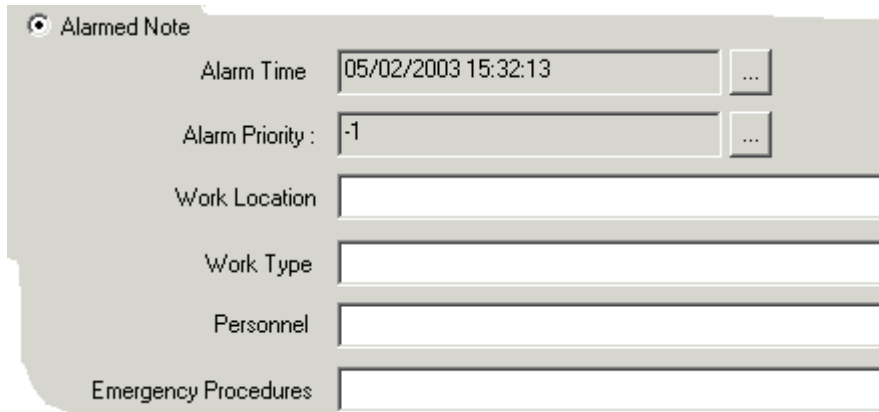 Alarmed Note
Alarm Time 05/02/2003 15:32:13 ...
Alarm Priority : -1 ...
Work Location
Work Type
Personnel
Emergency Procedures